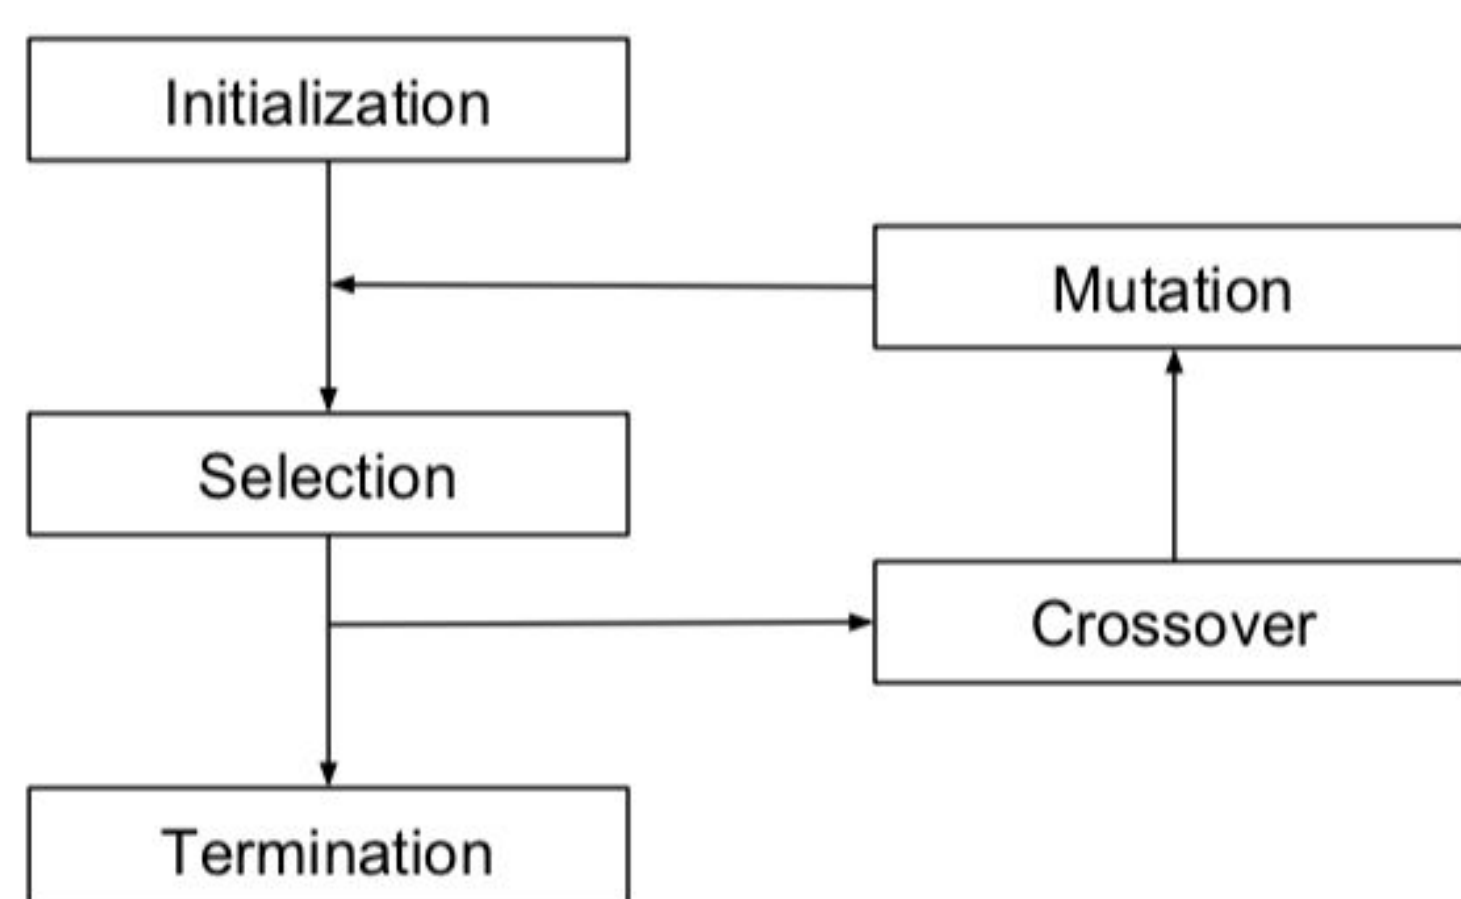 Initialization
Mutation
Selection
Crossover
Termination